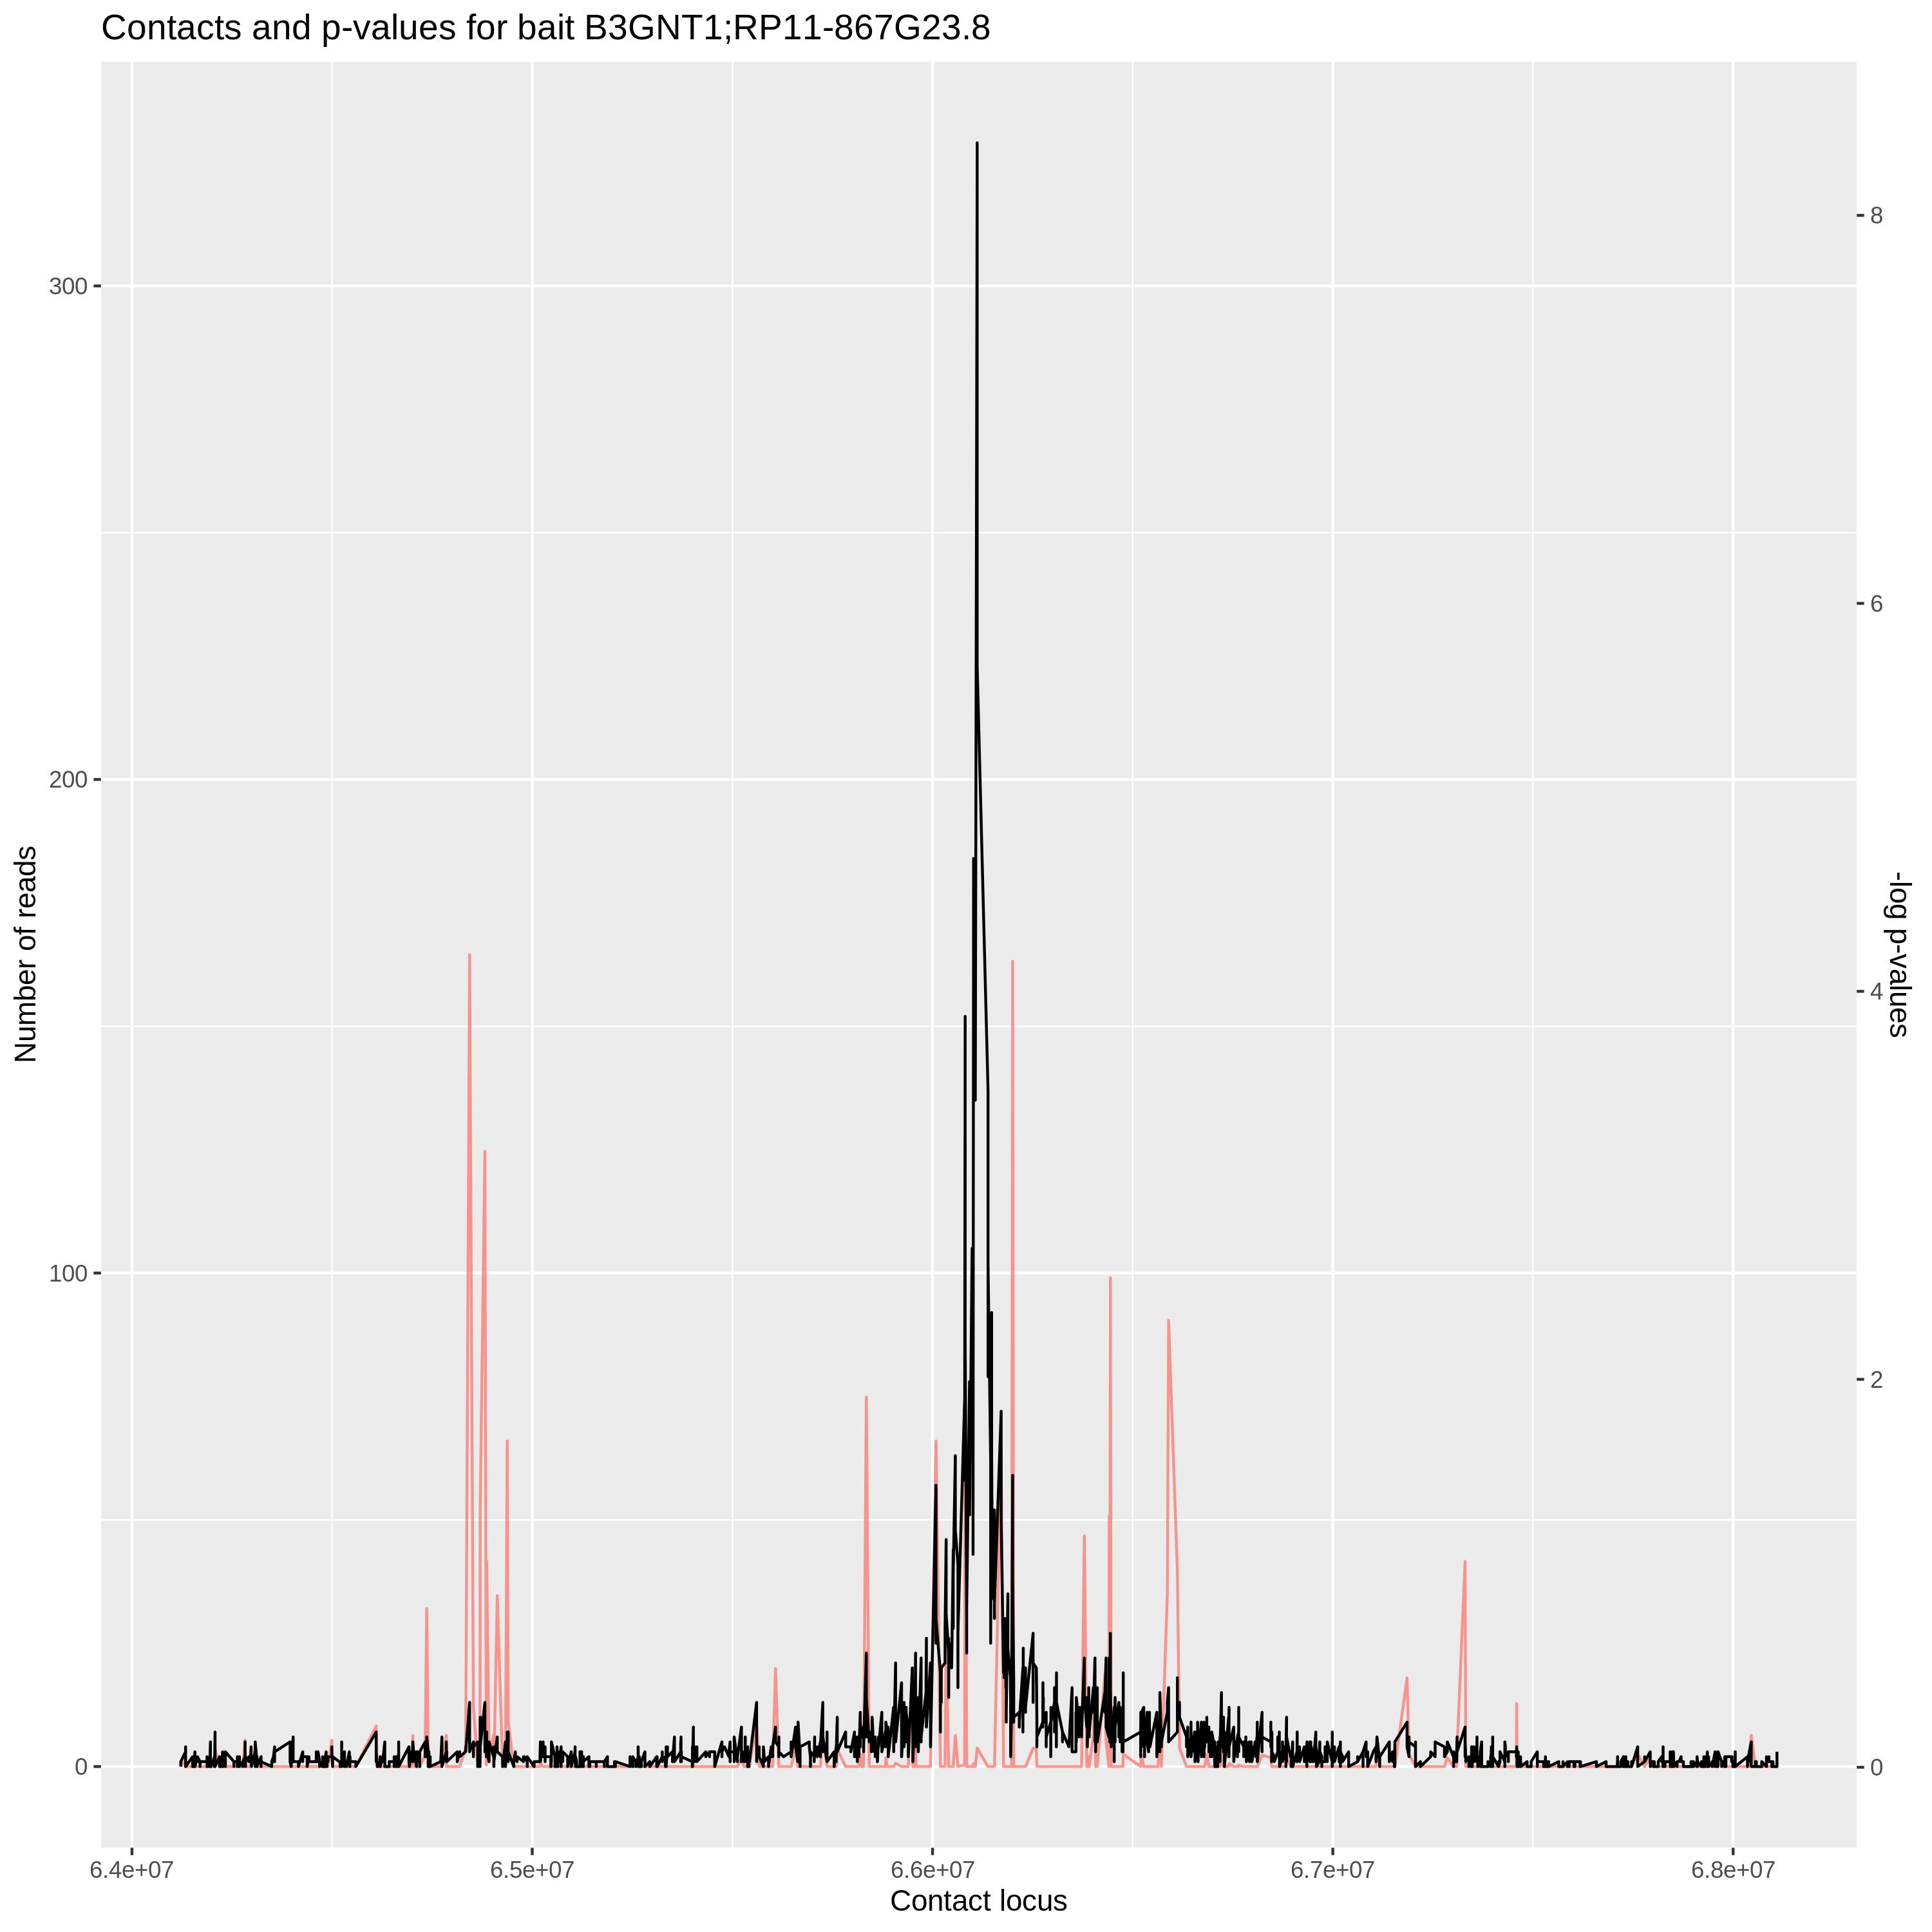 Contacts and p-values for bait B3GNT1;RP11-867G23.8
Number of reads
300
200
100
0
8
6
4
2
0
-log p-values
6.4e+07 6.5e+07 6.6e+07 6.7e+07 6.8e+07
Contact locus